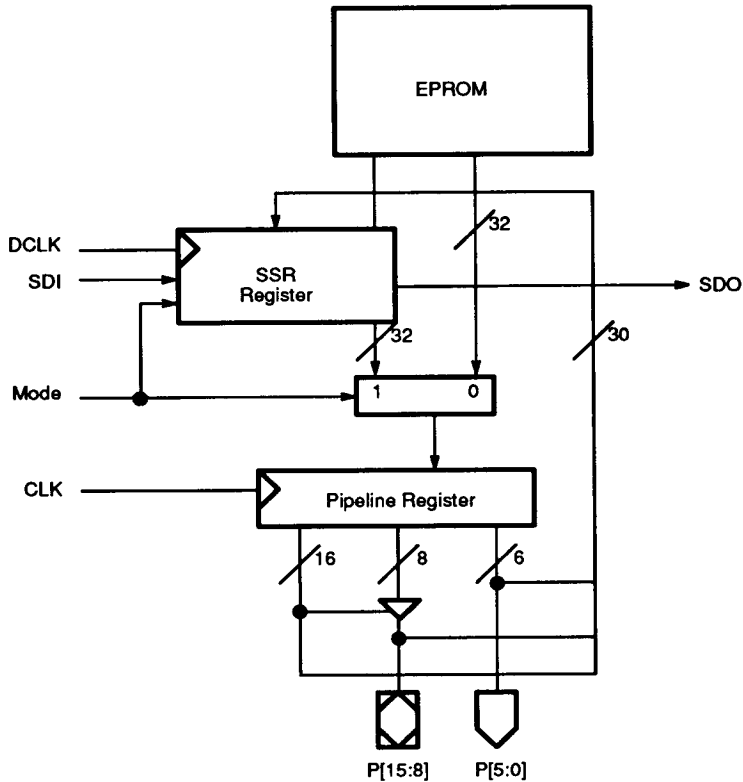 EPROM
32
DCLK
SDI
SSR
Register
SDO
32
30
Mode
1
0
CLK
Pipeline Register
16
8
6
P[15:8]
P[5:0]